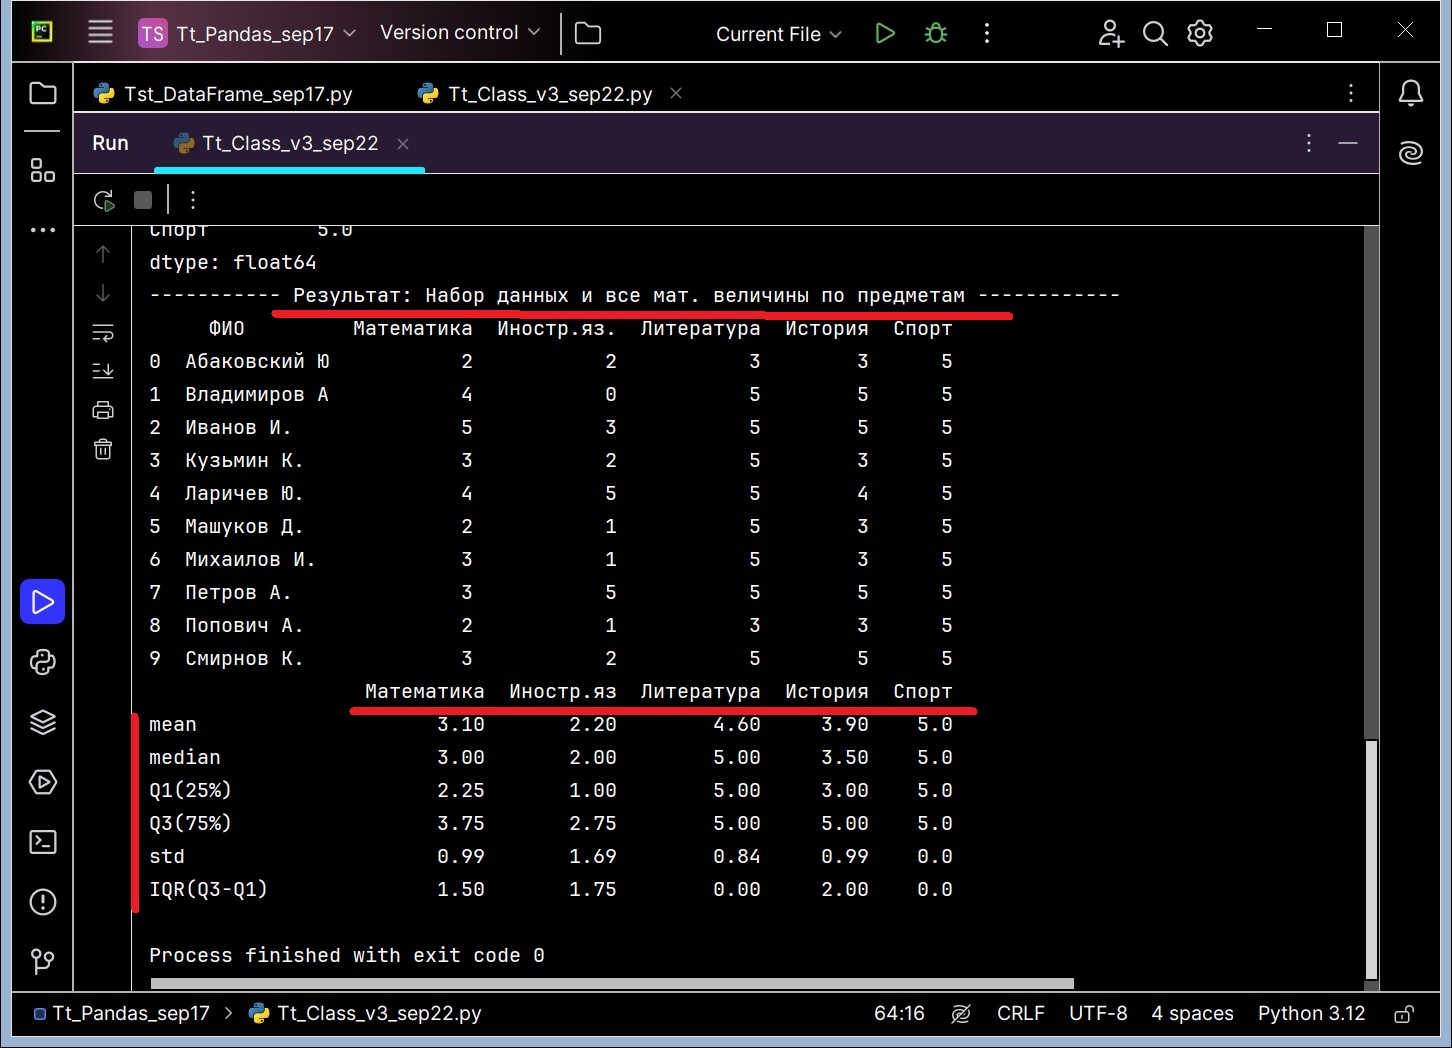 TS Tt_Pandas_sep17 Version control Current File
Tst_DataFrame_sep17.py Tt_Class_v3_sep22.py
Run Tt_Class_v3_sep22
Спорт 5.0
dtype: float64
----------- Результат: Набор данных и все мат. величины по предметам ------------
ФИО Математика Иностр.яз. Литература История Спорт
0 Абаковский Ю 2 2 3 3 5
1 Владимиров А 4 0 5 5 5
2 Иванов И. 5 3 5 5 5
3 Кузьмин К. 3 2 5 3 5
4 Ларичев Ю. 4 5 5 4 5
5 Машуков Д. 2 1 5 3 5
6 Михаилов И. 3 1 5 3 5
7 Петров А. 3 5 5 5 5
8 Попович А. 2 1 3 3 5
9 Смирнов К. 3 2 5 5 5
Математика Иностр.яз Литература История Спорт
mean 3.10 2.20 4.60 3.90 5.0
median 3.00 2.00 5.00 3.50 5.0
Q1(25%) 2.25 1.00 5.00 3.00 5.0
Q3(75%) 3.75 2.75 5.00 5.00 5.0
std 0.99 1.69 0.84 0.99 0.0
IQR(Q3-Q1) 1.50 1.75 0.00 2.00 0.0
Process finished with exit code 0
Tt_Pandas_sep17 > Tt_Class_v3_sep22.py 64:16 CRLF UTF-8 4 spaces Python 3.12